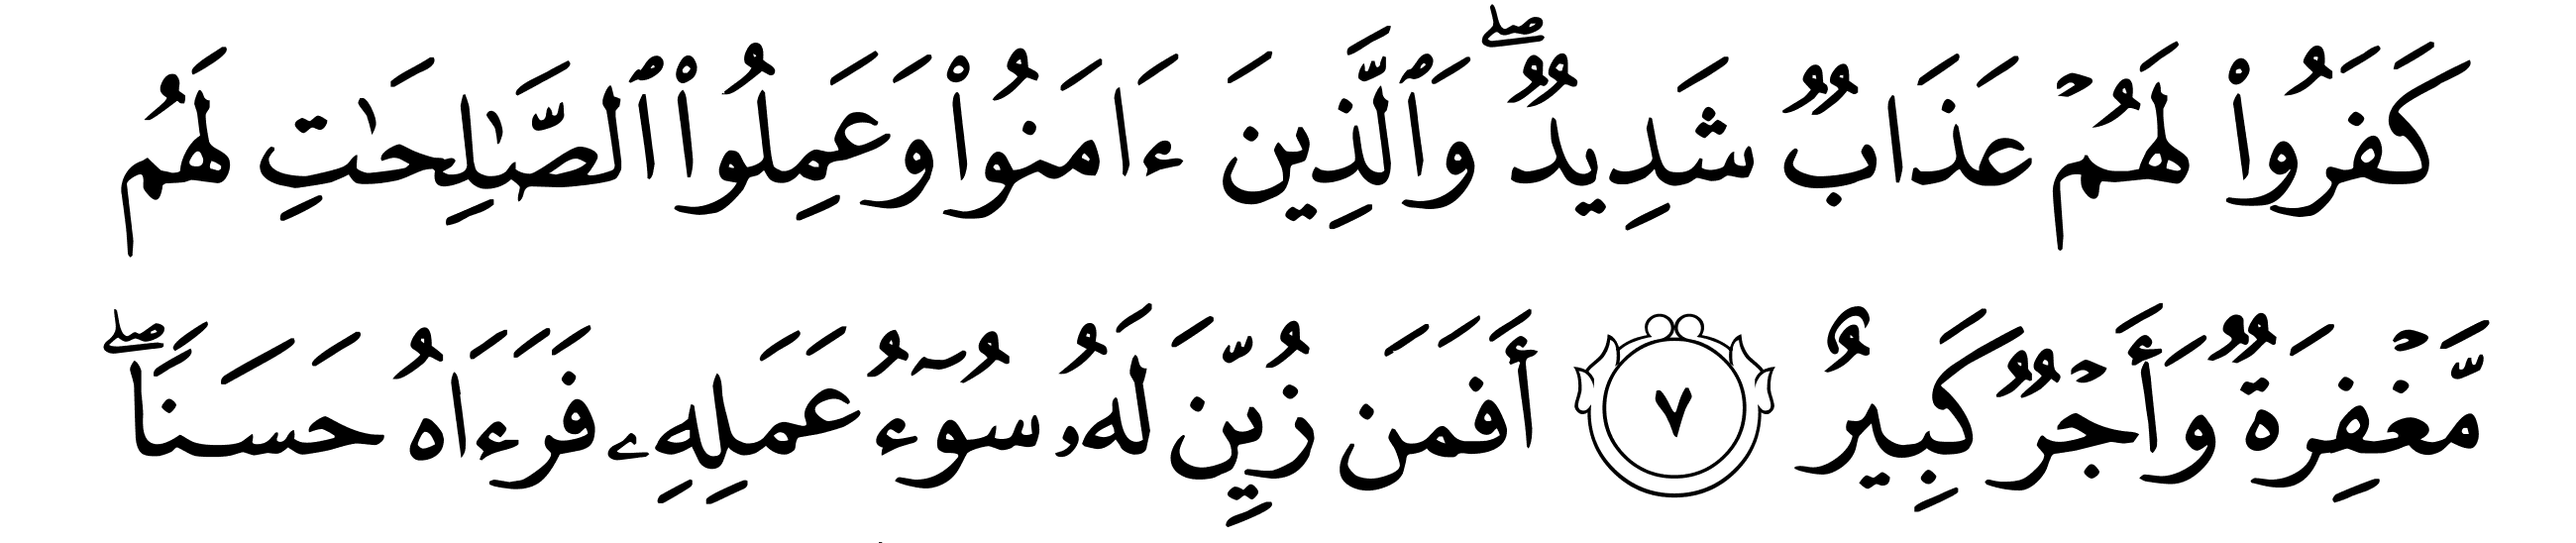 كَفَرُوا۟ لَهُمۡ عَذَابٌ شَدِيدٌۖ وَٱلَّذِينَ ءَامَنُوا۟ وَعَمِلُوا۟ ٱلصَّٰلِحَٰتِ لَهُم
مَّغۡفِرَةٌ وَأَجۡرٌ كَبِيرٌ ٧ أَفَمَن زُيِّنَ لَهُۥ سُوٓءُ عَمَلِهِۦ فَرَءَاهُ حَسَنًاۖ